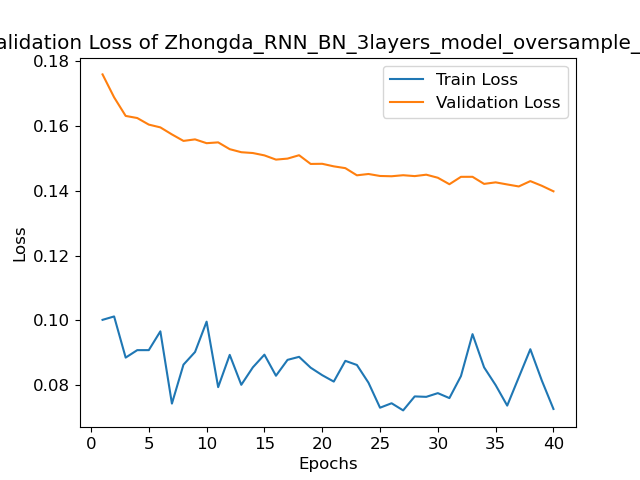 alidation Loss of Zhongda_RNN_BN_3layers_model_oversample_
0.18
0.16
0.14
0.12
0.10
0.08
Loss
Train Loss
Validation Loss
0 5 10 15 20 25 30 35 40
Epochs